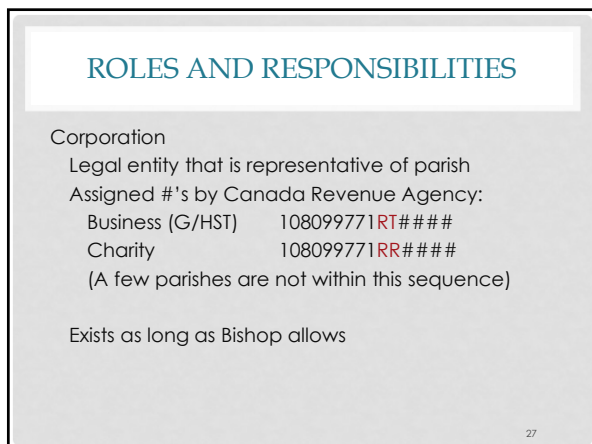 ROLES AND RESPONSIBILITIES
Corporation
Legal entity that is representative of parish
Assigned #'s by Canada Revenue Agency:
Business (G/HST) 108099771RT####
Charity 108099771RR####
(A few parishes are not within this sequence)
Exists as long as Bishop allows
27